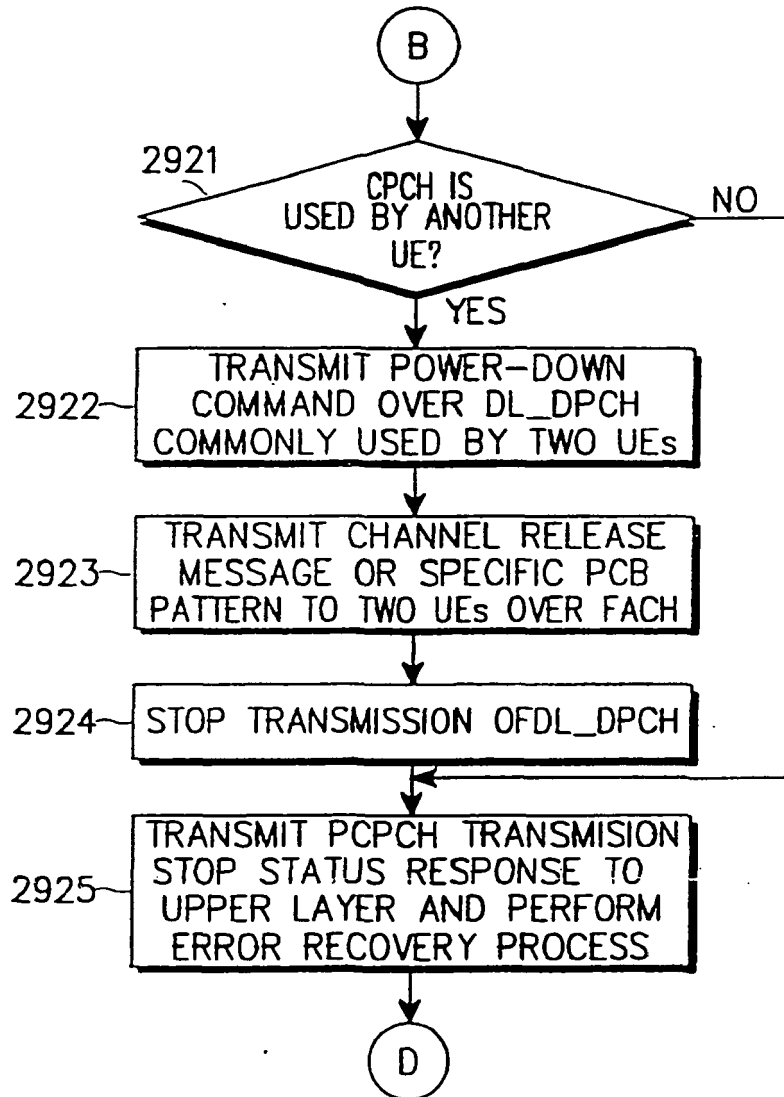 B
2921
CPCH IS
USED BY ANOTHER
UE?
NO
YES
2922
TRANSMIT POWER-DOWN
COMMAND OVER DL_DPCH
COMMONLY USED BY TWO UEs
2923
TRANSMIT CHANNEL RELEASE
MESSAGE OR SPECIFIC PCB
PATTERN TO TWO UEs OVER FACH
2924
STOP TRANSMISSION OFDL_DPCH
2925
TRANSMIT PCPCH TRANSMISION
STOP STATUS RESPONSE TO
UPPER LAYER AND PERFORM
ERROR RECOVERY PROCESS
D